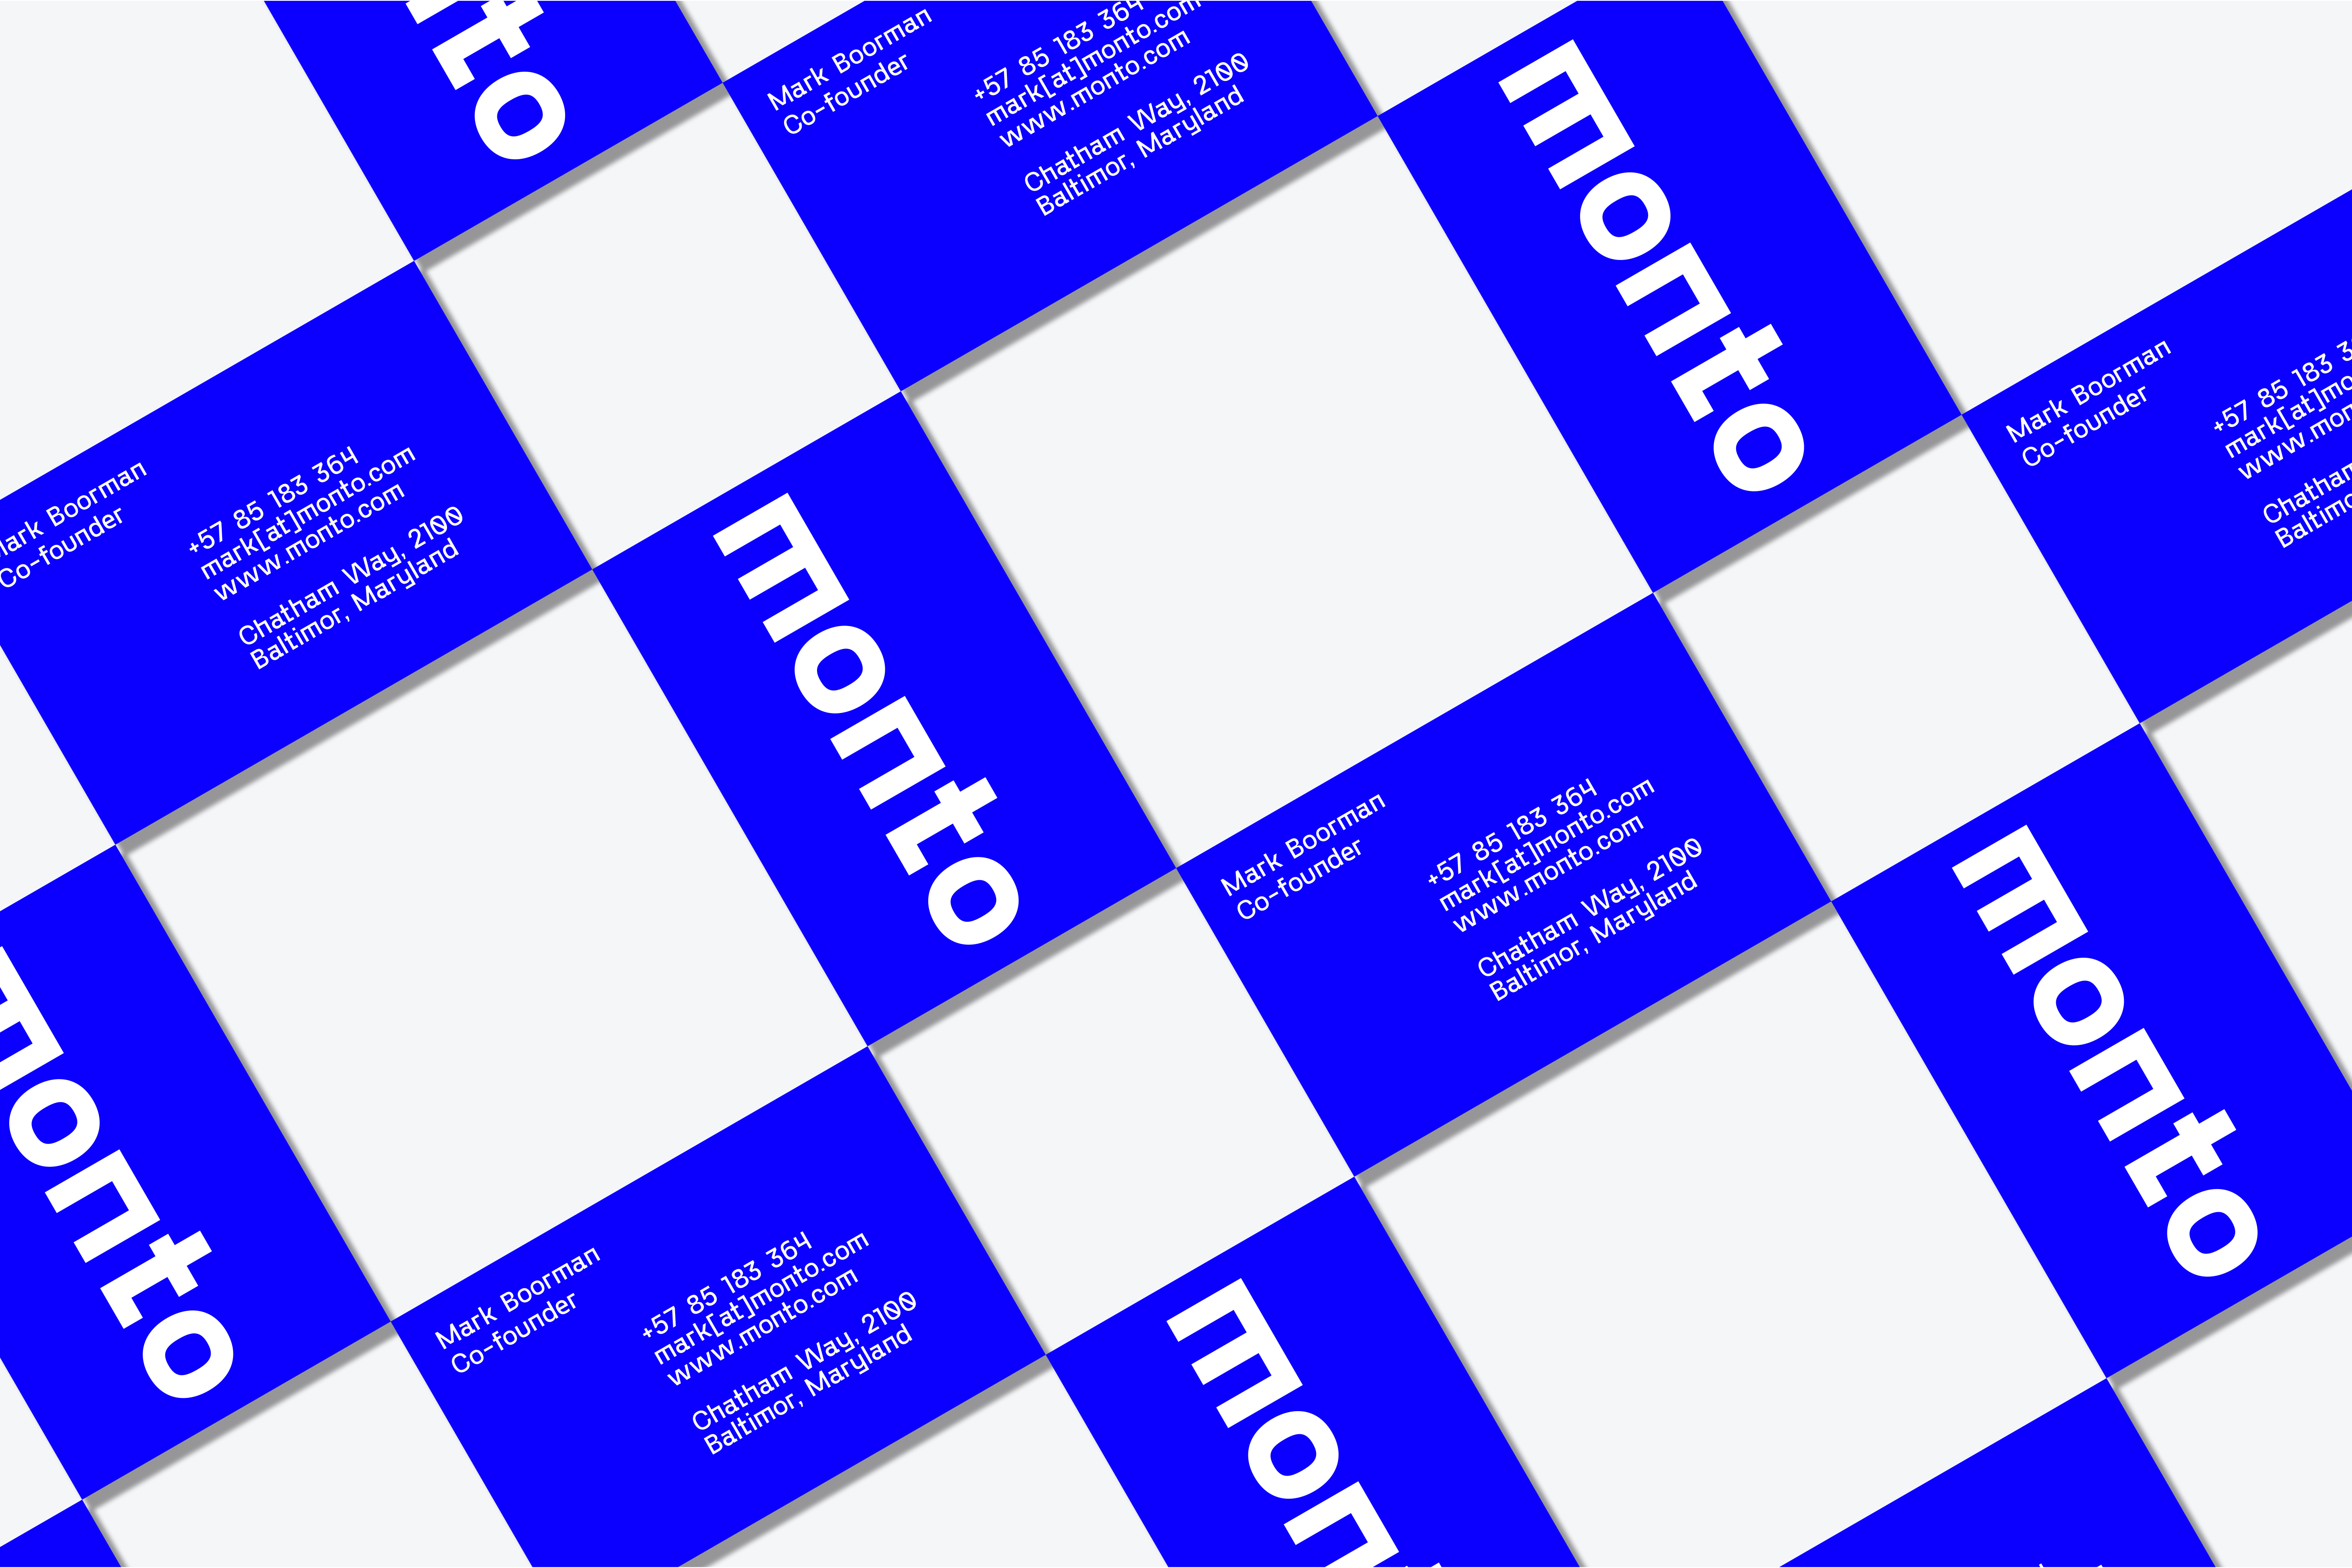 to
Mark Boorman
Co-founder
+57 85 183 364
mark[at]monto.com
www.monto.com
Chatham Way, 2100
Baltimor, Maryland
monto
Mark Boorman
Co-founder
+57 85 183 3
mark[at]mo
www.mon
Chatham
Baltimo
ark Boorman
Co-founder
+57 85 183 364
mark[at]monto.com
www.monto.com
Chatham Way, 2100
Baltimor, Maryland
monto
Mark Boorman
Co-founder
+57 85 183 364
mark[at]monto.com
www.monto.com
Chatham Way, 2100
Baltimor, Maryland
monto
monto
Mark Boorman
Co-founder
+57 85 183 364
mark[at]monto.com
www.monto.com
Chatham Way, 2100
Baltimor, Maryland
mon